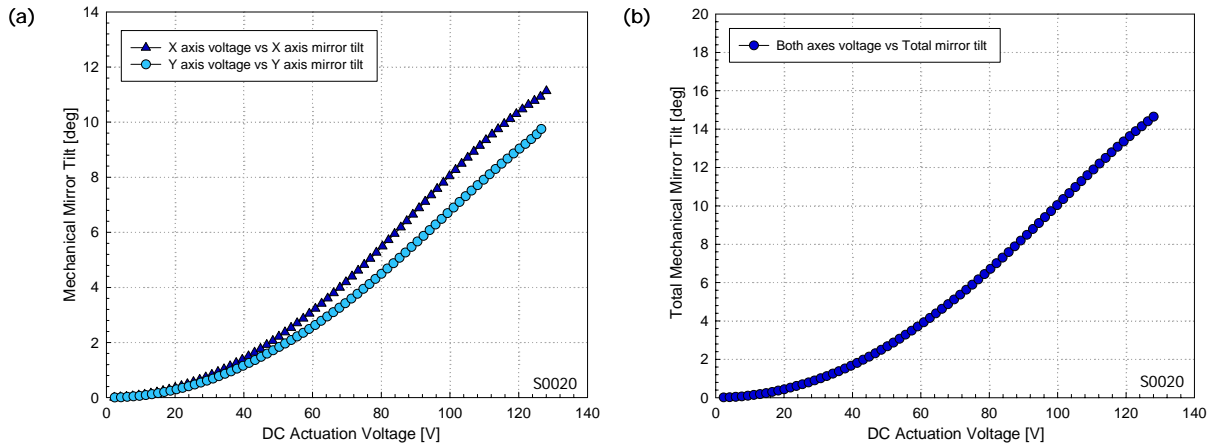 (a)
14
12
10
8
6
4
2
0
Mechanical Mirror Tilt [deg]
X axis voltage vs X axis mirror tilt
Y axis voltage vs Y axis mirror tilt
S0020
0 20 40 60 80 100 120 140
DC Actuation Voltage [V]
(b)
20
18
16
14
12
10
8
6
4
2
0
Total Mechanical Mirror Tilt [deg]
Both axes voltage vs Total mirror tilt
S0020
0 20 40 60 80 100 120 140
DC Actuation Voltage [V]